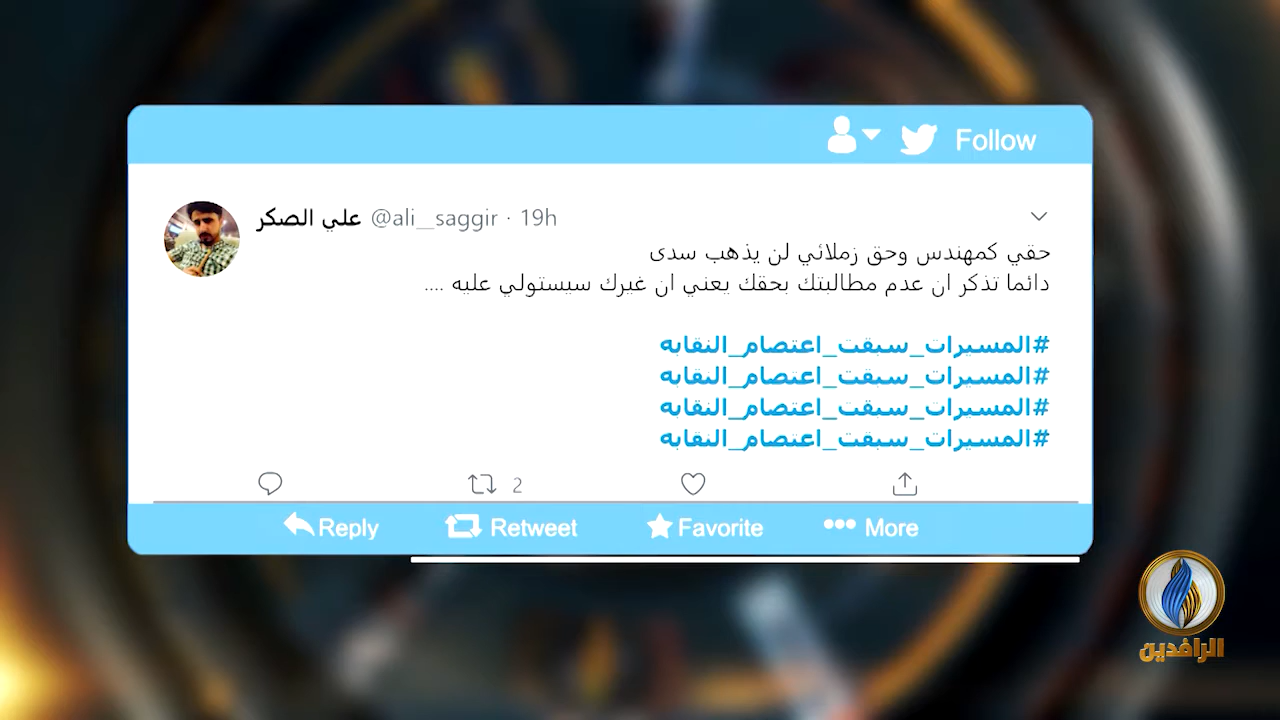 Follow
علي الصكر @ali__saggir · 19h
حقي كمهندس وحق زملائي لن يذهب سدى
دائما تذكر ان عدم مطالبتك بحقك يعني ان غيرك سيستولي عليه ....
#المسيرات_سبقت_اعتصام_النقابه
#المسيرات_سبقت_اعتصام_النقابه
#المسيرات_سبقت_اعتصام_النقابه
#المسيرات_سبقت_اعتصام_النقابه
2
Reply Retweet Favorite More
الرافدين